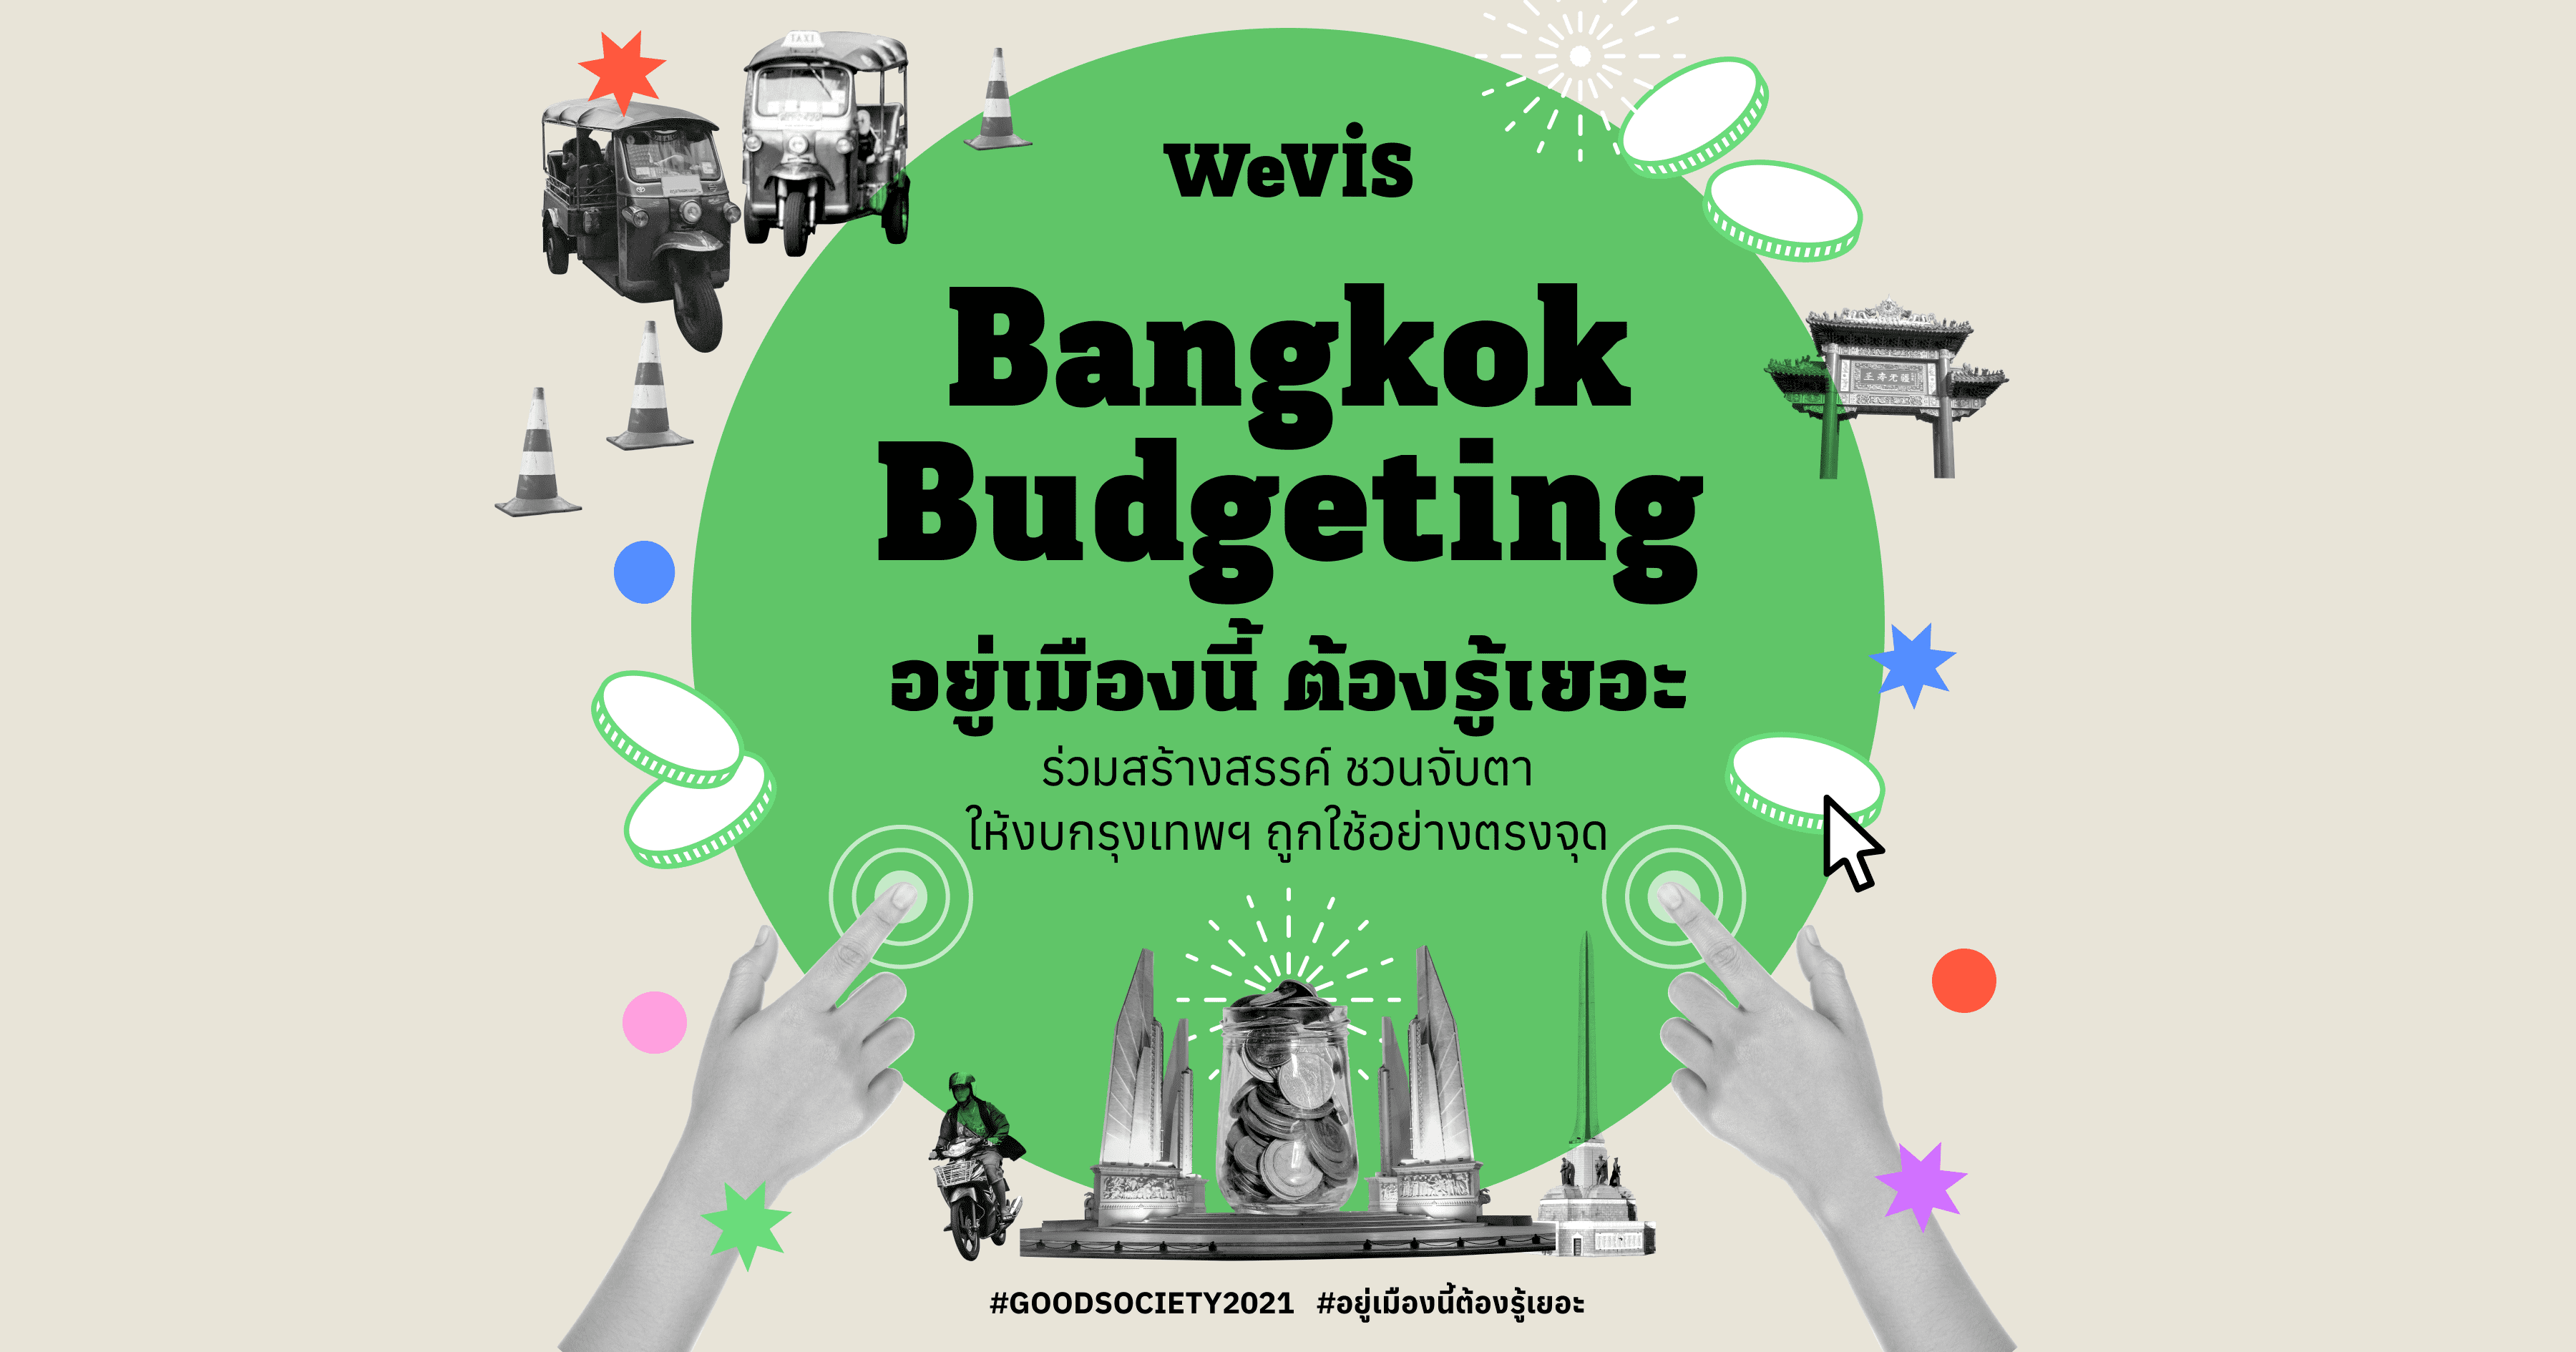 WeVIS
Bangkok
Budgeting
อยู่เมืองนี้ ต้องรู้เยอะ
ร่วมสร้างสรรค์ ชวนจับตา
ให้งบกรุงเทพฯ ถูกใช้อย่างตรงจุด
#GOODSOCIETY2021 #อยู่เมืองนี้ต้องรู้เยอะ
TAXI